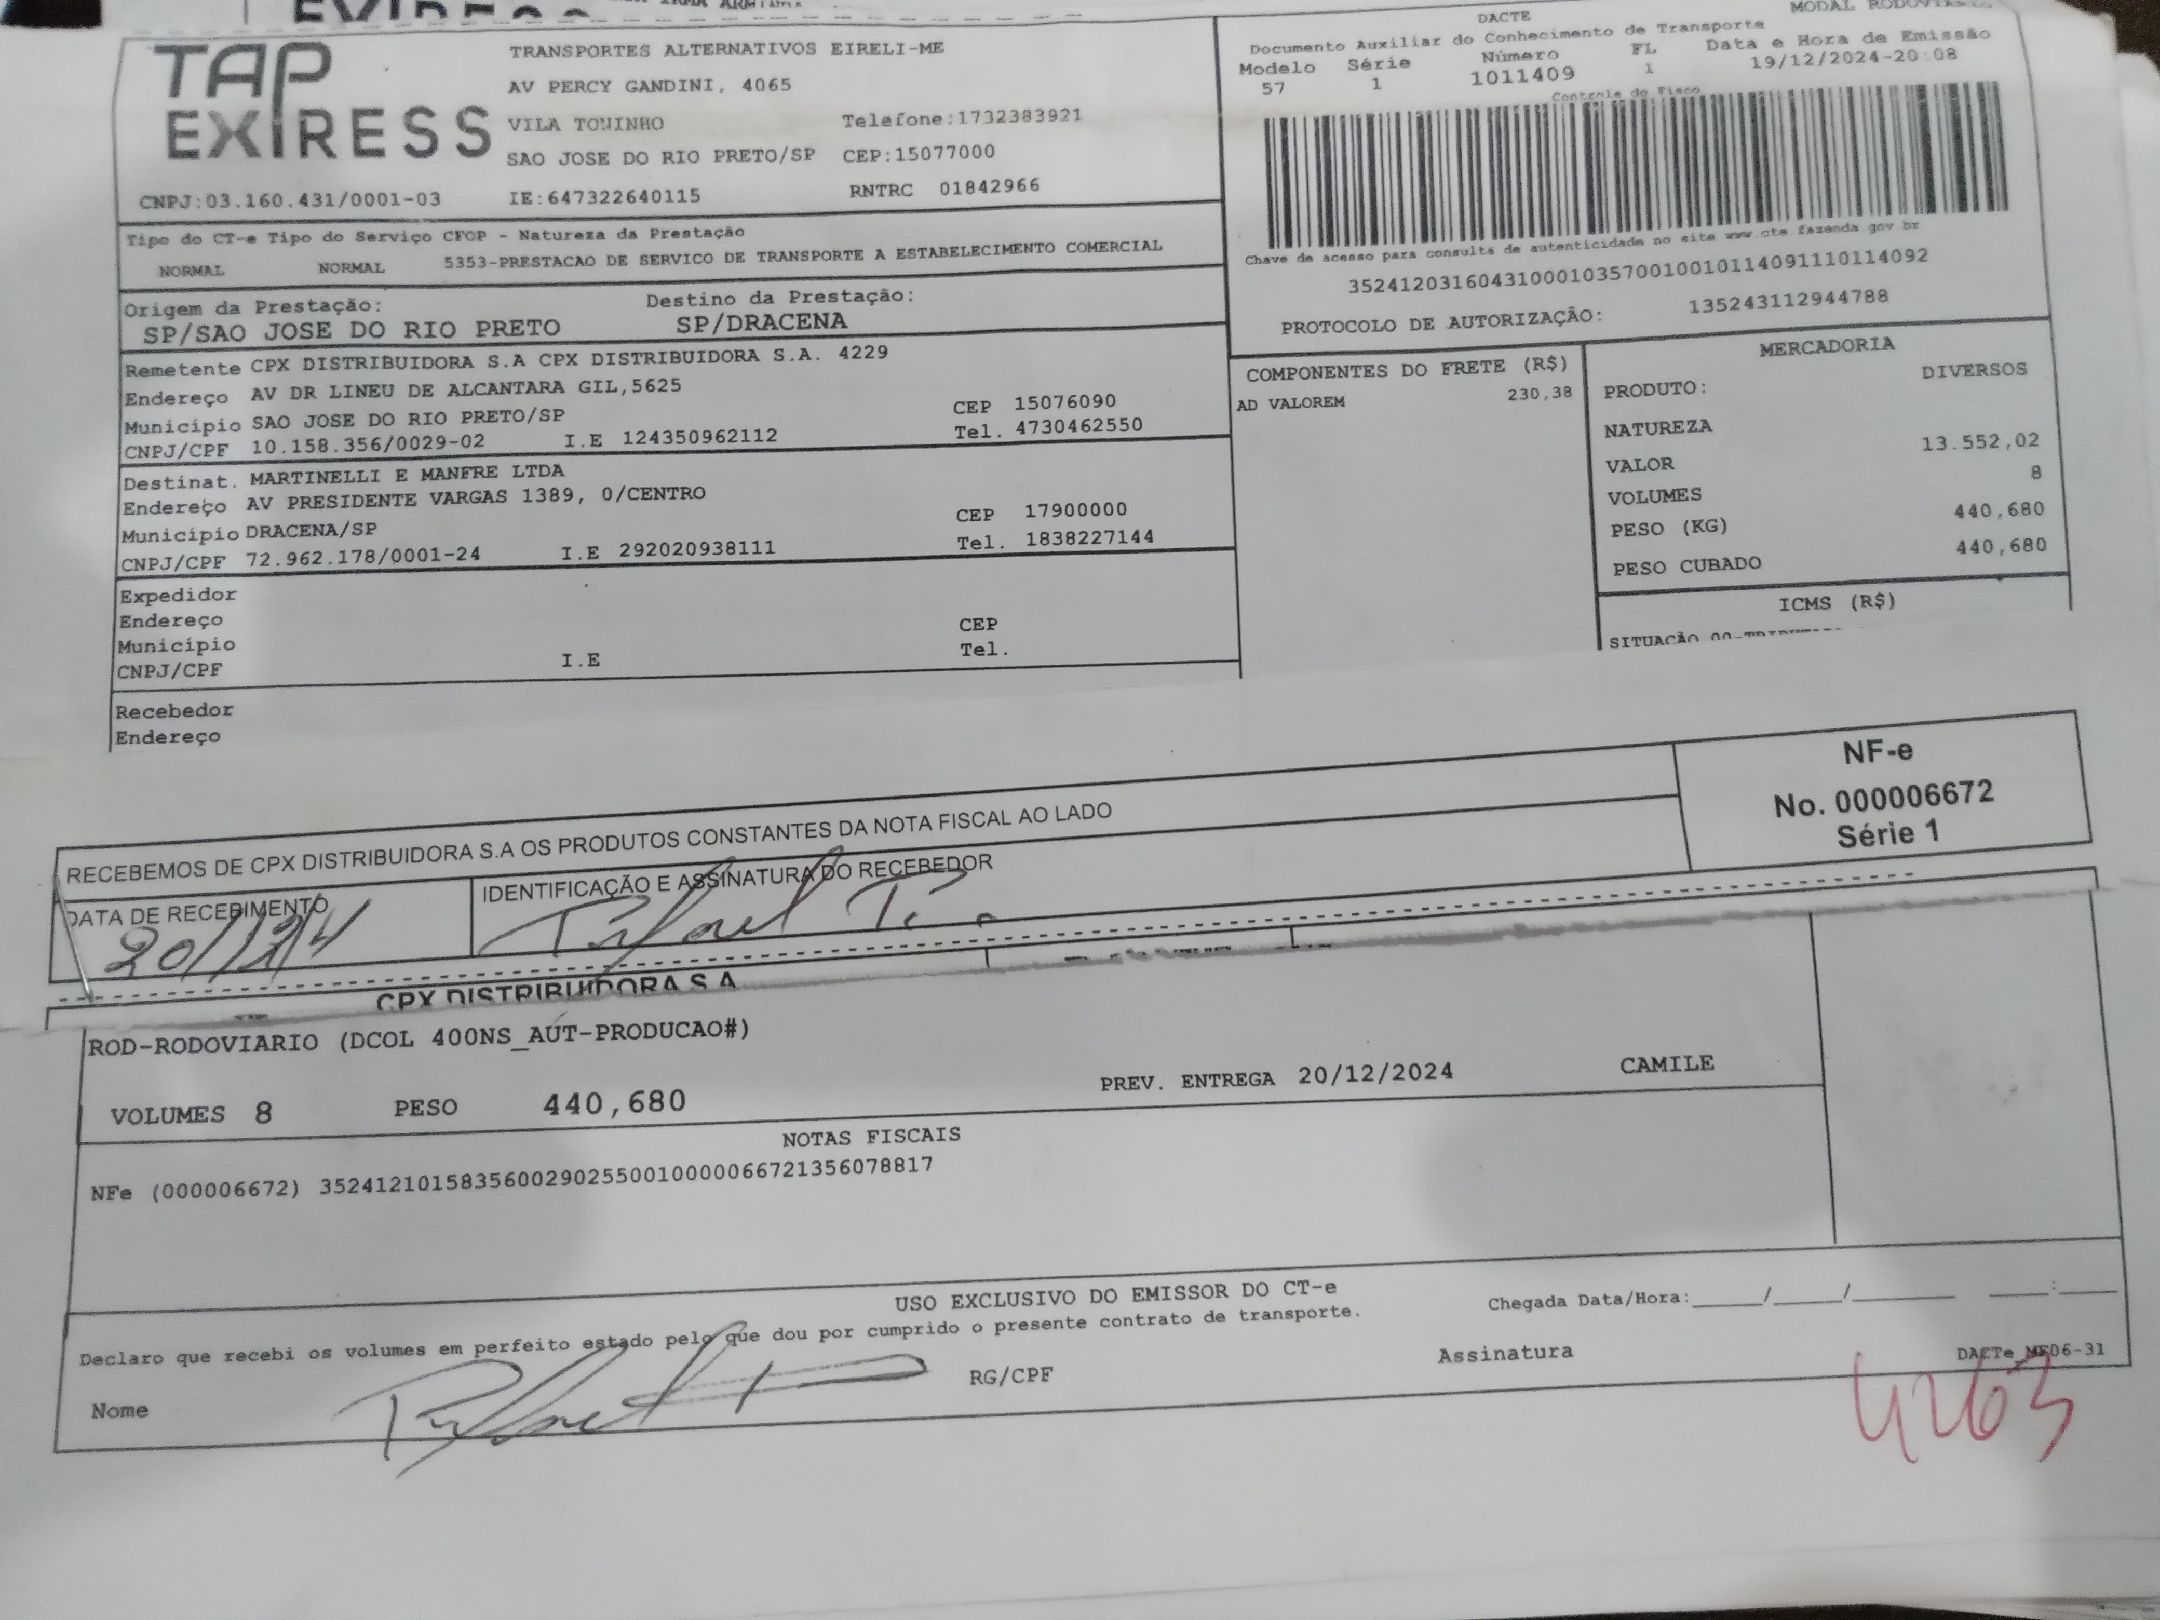 TAP EXPRESS
TRANSPORTES ALTERNATIVOS EIRELI-ME
AV PERCY GANDINI, 4065
VILA TONINHO Telefone:1732383921
SAO JOSE DO RIO PRETO/SP CEP:15077000
CNPJ:03.160.431/0001-03 IE:647322640115 RNTRC 01842966
DACTE
Documento Auxiliar do Conhecimento de Transporte
Modelo Série Número FL Data e Hora de Emissão
57 1 1011409 1 19/12/2024-20:08
Controle do Fisco
Chave de acesso para consulta de autenticidade no site www.cte.fazenda.gov.br
35241203160431000103570010010114091110114092
PROTOCOLO DE AUTORIZAÇÃO: 135243112944788
Tipo do CT-e Tipo do Serviço CFOP - Natureza da Prestação
NORMAL NORMAL 5353-PRESTACAO DE SERVICO DE TRANSPORTE A ESTABELECIMENTO COMERCIAL
Origem da Prestação: Destino da Prestação:
SP/SAO JOSE DO RIO PRETO SP/DRACENA
Remetente CPX DISTRIBUIDORA S.A CPX DISTRIBUIDORA S.A. 4229
Endereço AV DR LINEU DE ALCANTARA GIL,5625
Município SAO JOSE DO RIO PRETO/SP CEP 15076090
CNPJ/CPF 10.158.356/0029-02 I.E 124350962112 Tel. 4730462550
Destinat. MARTINELLI E MANFRE LTDA
Endereço AV PRESIDENTE VARGAS 1389, 0/CENTRO
Município DRACENA/SP CEP 17900000
CNPJ/CPF 72.962.178/0001-24 I.E 292020938111 Tel. 1838227144
Expedidor
Endereço
Município CEP
CNPJ/CPF I.E Tel.
Recebedor
Endereço
COMPONENTES DO FRETE (R$)
AD VALOREM 230,38
MERCADORIA
PRODUTO: DIVERSOS
NATUREZA
VALOR 13.552,02
VOLUMES 8
PESO (KG) 440,680
PESO CUBADO 440,680
ICMS (R$)
RECEBEMOS DE CPX DISTRIBUIDORA S.A OS PRODUTOS CONSTANTES DA NOTA FISCAL AO LADO
DATA DE RECEBIMENTO IDENTIFICAÇÃO E ASSINATURA DO RECEBEDOR
20/12/4 Rafael
NF-e
No. 000006672
Série 1
CPX DISTRIBUIDORA S.A
ROD-RODOVIARIO (DCOL 400NS_AUT-PRODUCAO#)
VOLUMES 8 PESO 440,680 PREV. ENTREGA 20/12/2024 CAMILE
NOTAS FISCAIS
NFe (000006672) 35241210158356002902550010000066721356078817
USO EXCLUSIVO DO EMISSOR DO CT-e
Declaro que recebi os volumes em perfeito estado pelo que dou por cumprido o presente contrato de transporte.
Chegada Data/Hora:_____/_____/_______ ____:____
Nome Rafael RG/CPF Assinatura
4263